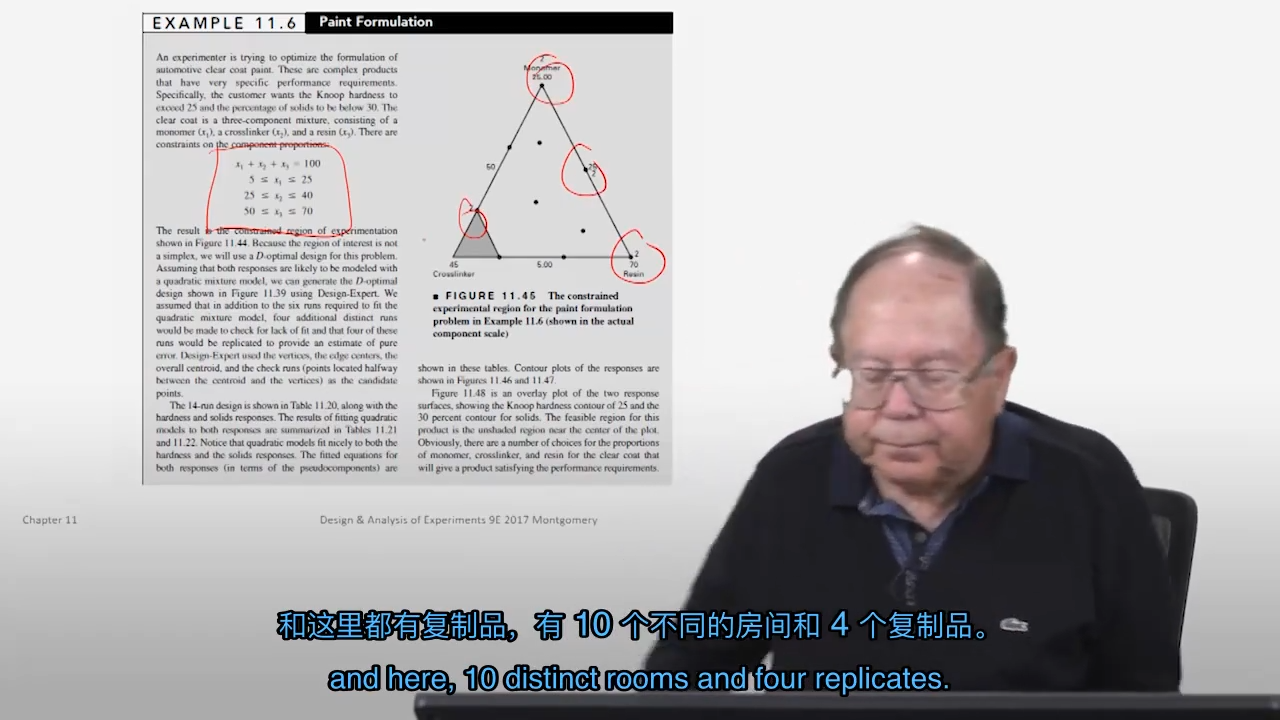 EXAMPLE 11.6 Paint Formulation
An experimenter is trying to optimize the formulation of
automotive clear coat paint. These are complex products
that have very specific performance requirements.
Specifically, the customer wants the Knoop hardness to
exceed 25 and the percentage of solids to be below 30. The
clear coat is a three-component mixture, consisting of a
monomer (x₁), a crosslinker (x₂), and a resin (x₃). There are
constraints on the component proportions:
x₁ + x₂ + x₃ = 100
5 ≤ x₁ ≤ 25
25 ≤ x₂ ≤ 40
50 ≤ x₃ ≤ 70
The result is the constrained region of experimentation
shown in Figure 11.44. Because the region of interest is not
a simplex, we will use a D-optimal design for this problem.
Assuming that both responses are likely to be modeled with
a quadratic mixture model, we can generate the D-optimal
design shown in Figure 11.39 using Design-Expert. We
assumed that in addition to the six runs required to fit the
quadratic mixture model, four additional distinct runs
would be made to check for lack of fit and that four of these
runs would be replicated to provide an estimate of pure
error. Design-Expert used the vertices, the edge centers, the
overall centroid, and the check runs (points located halfway
between the centroid and the vertices) as the candidate
points.
The 14-run design is shown in Table 11.20, along with the
hardness and solids responses. The results of fitting quadratic
models to both responses are summarized in Tables 11.21
and 11.22. Notice that quadratic models fit nicely to both the
hardness and the solids responses. The fitted equations for
both responses (in terms of the pseudocomponents) are
2
Monomer
25.00
50
25
2
2
2
45
5.00
70
Crosslinker
Resin
■ FIGURE 11.45 The constrained
experimental region for the paint formulation
problem in Example 11.6 (shown in the actual
component scale)
shown in these tables. Contour plots of the responses are
shown in Figures 11.46 and 11.47.
Figure 11.48 is an overlay plot of the two response
surfaces, showing the Knoop hardness contour of 25 and the
30 percent contour for solids. The feasible region for this
product is the unshaded region near the center of the plot.
Obviously, there are a number of choices for the proportions
of monomer, crosslinker, and resin for the clear coat that
will give a product satisfying the performance requirements.
Chapter 11
Design & Analysis of Experiments 9E 2017 Montgomery
和这里都有复制品，有 10 个不同的房间和 4 个复制品。
and here, 10 distinct rooms and four replicates.